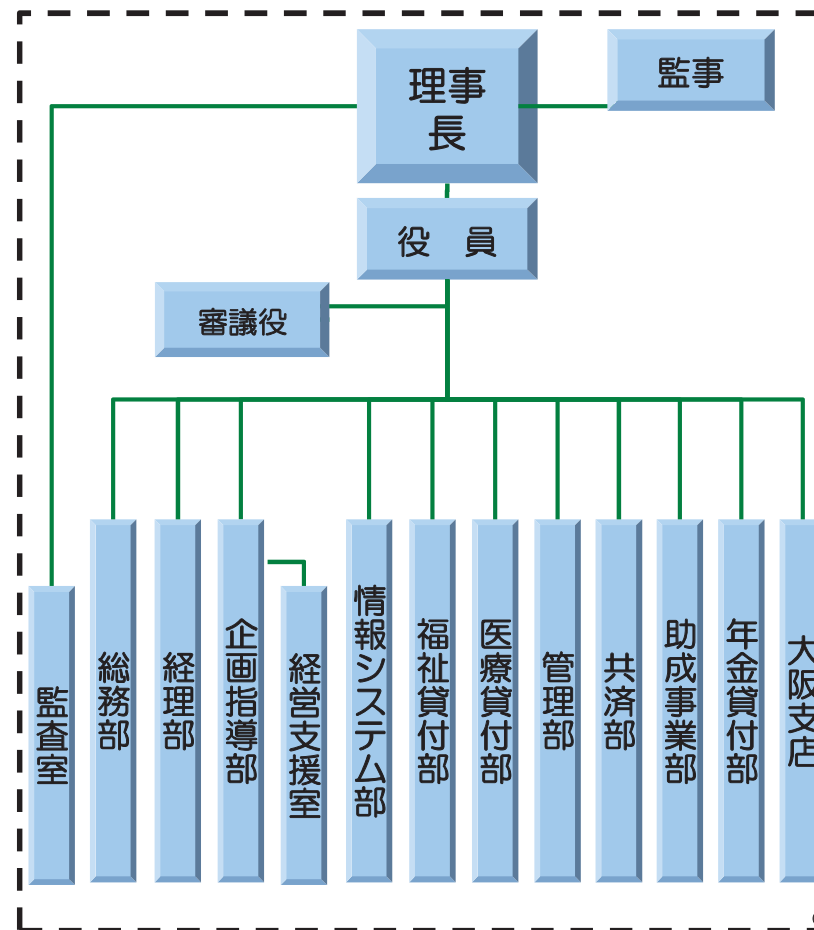 理事
長
監事
役　員
審議役
監査室
総務部
経理部
企画指導部
経営支援室
情報システム部
福祉貸付部
医療貸付部
管理部
共済部
助成事業部
年金貸付部
大阪支店